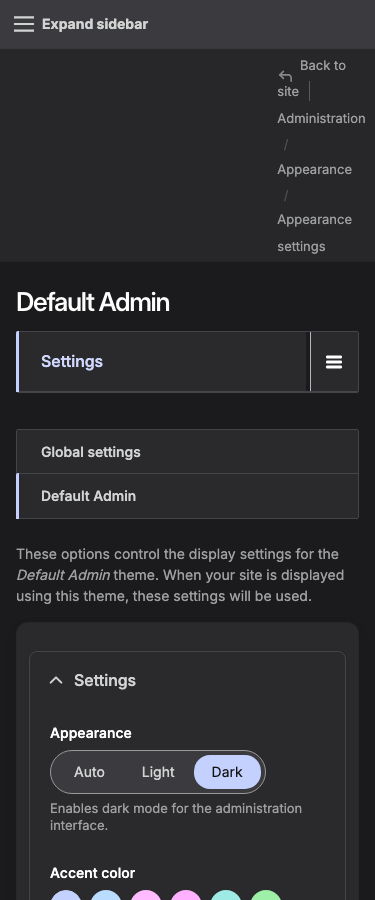 Expand sidebar
Back to
site
Administration
/
Appearance
/
Appearance
settings
Default Admin
Settings
Global settings
Default Admin
These options control the display settings for the
Default Admin theme. When your site is displayed
using this theme, these settings will be used.
Settings
Appearance
Auto Light Dark
Enables dark mode for the administration
interface.
Accent color